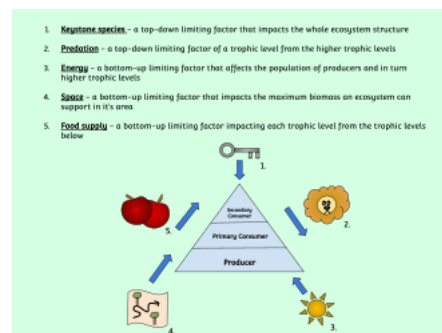 1. Keystone species – a top-down limiting factor that impacts the whole ecosystem structure
2. Predation – a top-down limiting factor of a trophic level from the higher trophic levels
3. Energy – a bottom-up limiting factor that affects the population of producers and in turn
higher trophic levels
4. Space – a bottom-up limiting factor that impacts the maximum biomass an ecosystem can
support in it's area
5. Food supply – a bottom-up limiting factor impacting each trophic level from the trophic levels
below
1.
Secondary
Consumer
2.
5.
Primary Consumer
Producer
4.
3.